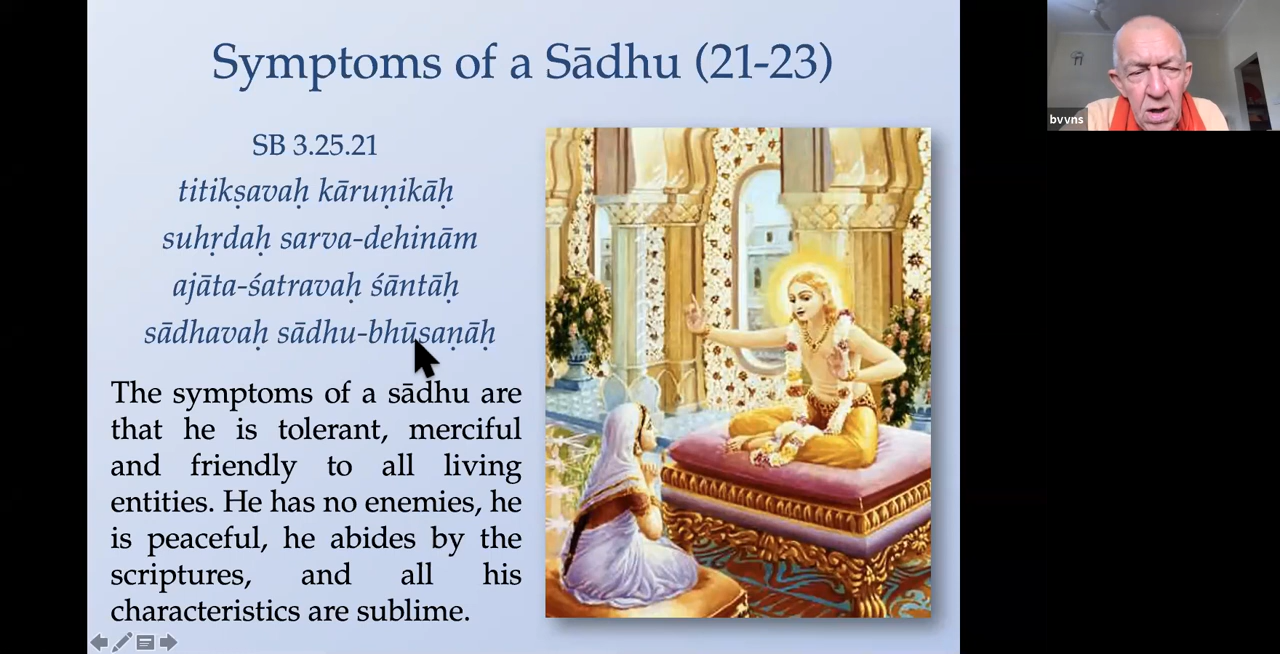 Symptoms of a Sādhu (21-23)
SB 3.25.21
titikṣavaḥ kāruṇikāḥ
suhṛdaḥ sarva-dehinām
ajāta-śatravaḥ śāntāḥ
sādhavaḥ sādhu-bhūṣaṇāḥ
The symptoms of a sādhu are
that he is tolerant, merciful
and friendly to all living
entities. He has no enemies, he
is peaceful, he abides by the
scriptures, and all his
characteristics are sublime.
bvvns